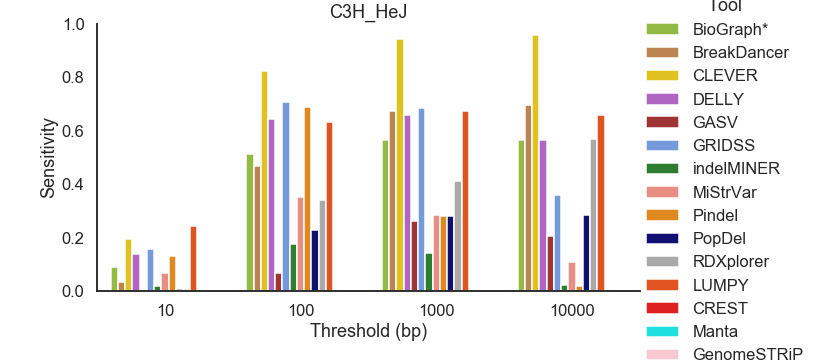 C3H_HeJ
Tool
1.0
0.8
0.6
0.4
0.2
0.0
Sensitivity
10
100
1000
10000
Threshold (bp)
BioGraph*
BreakDancer
CLEVER
DELLY
GASV
GRIDSS
indelMINER
MiStrVar
Pindel
PopDel
RDXplorer
LUMPY
CREST
Manta
GenomeSTRiP